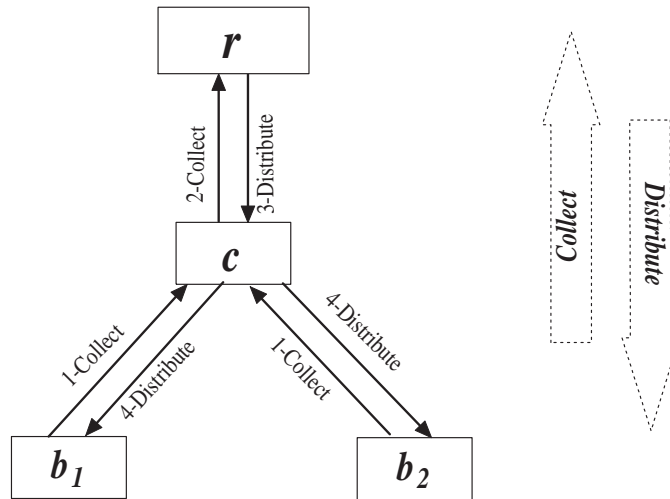 r
2-Collect
3-Distribute
c
1-Collect
4-Distribute
4-Distribute
1-Collect
b1
b2
Collect
Distribute